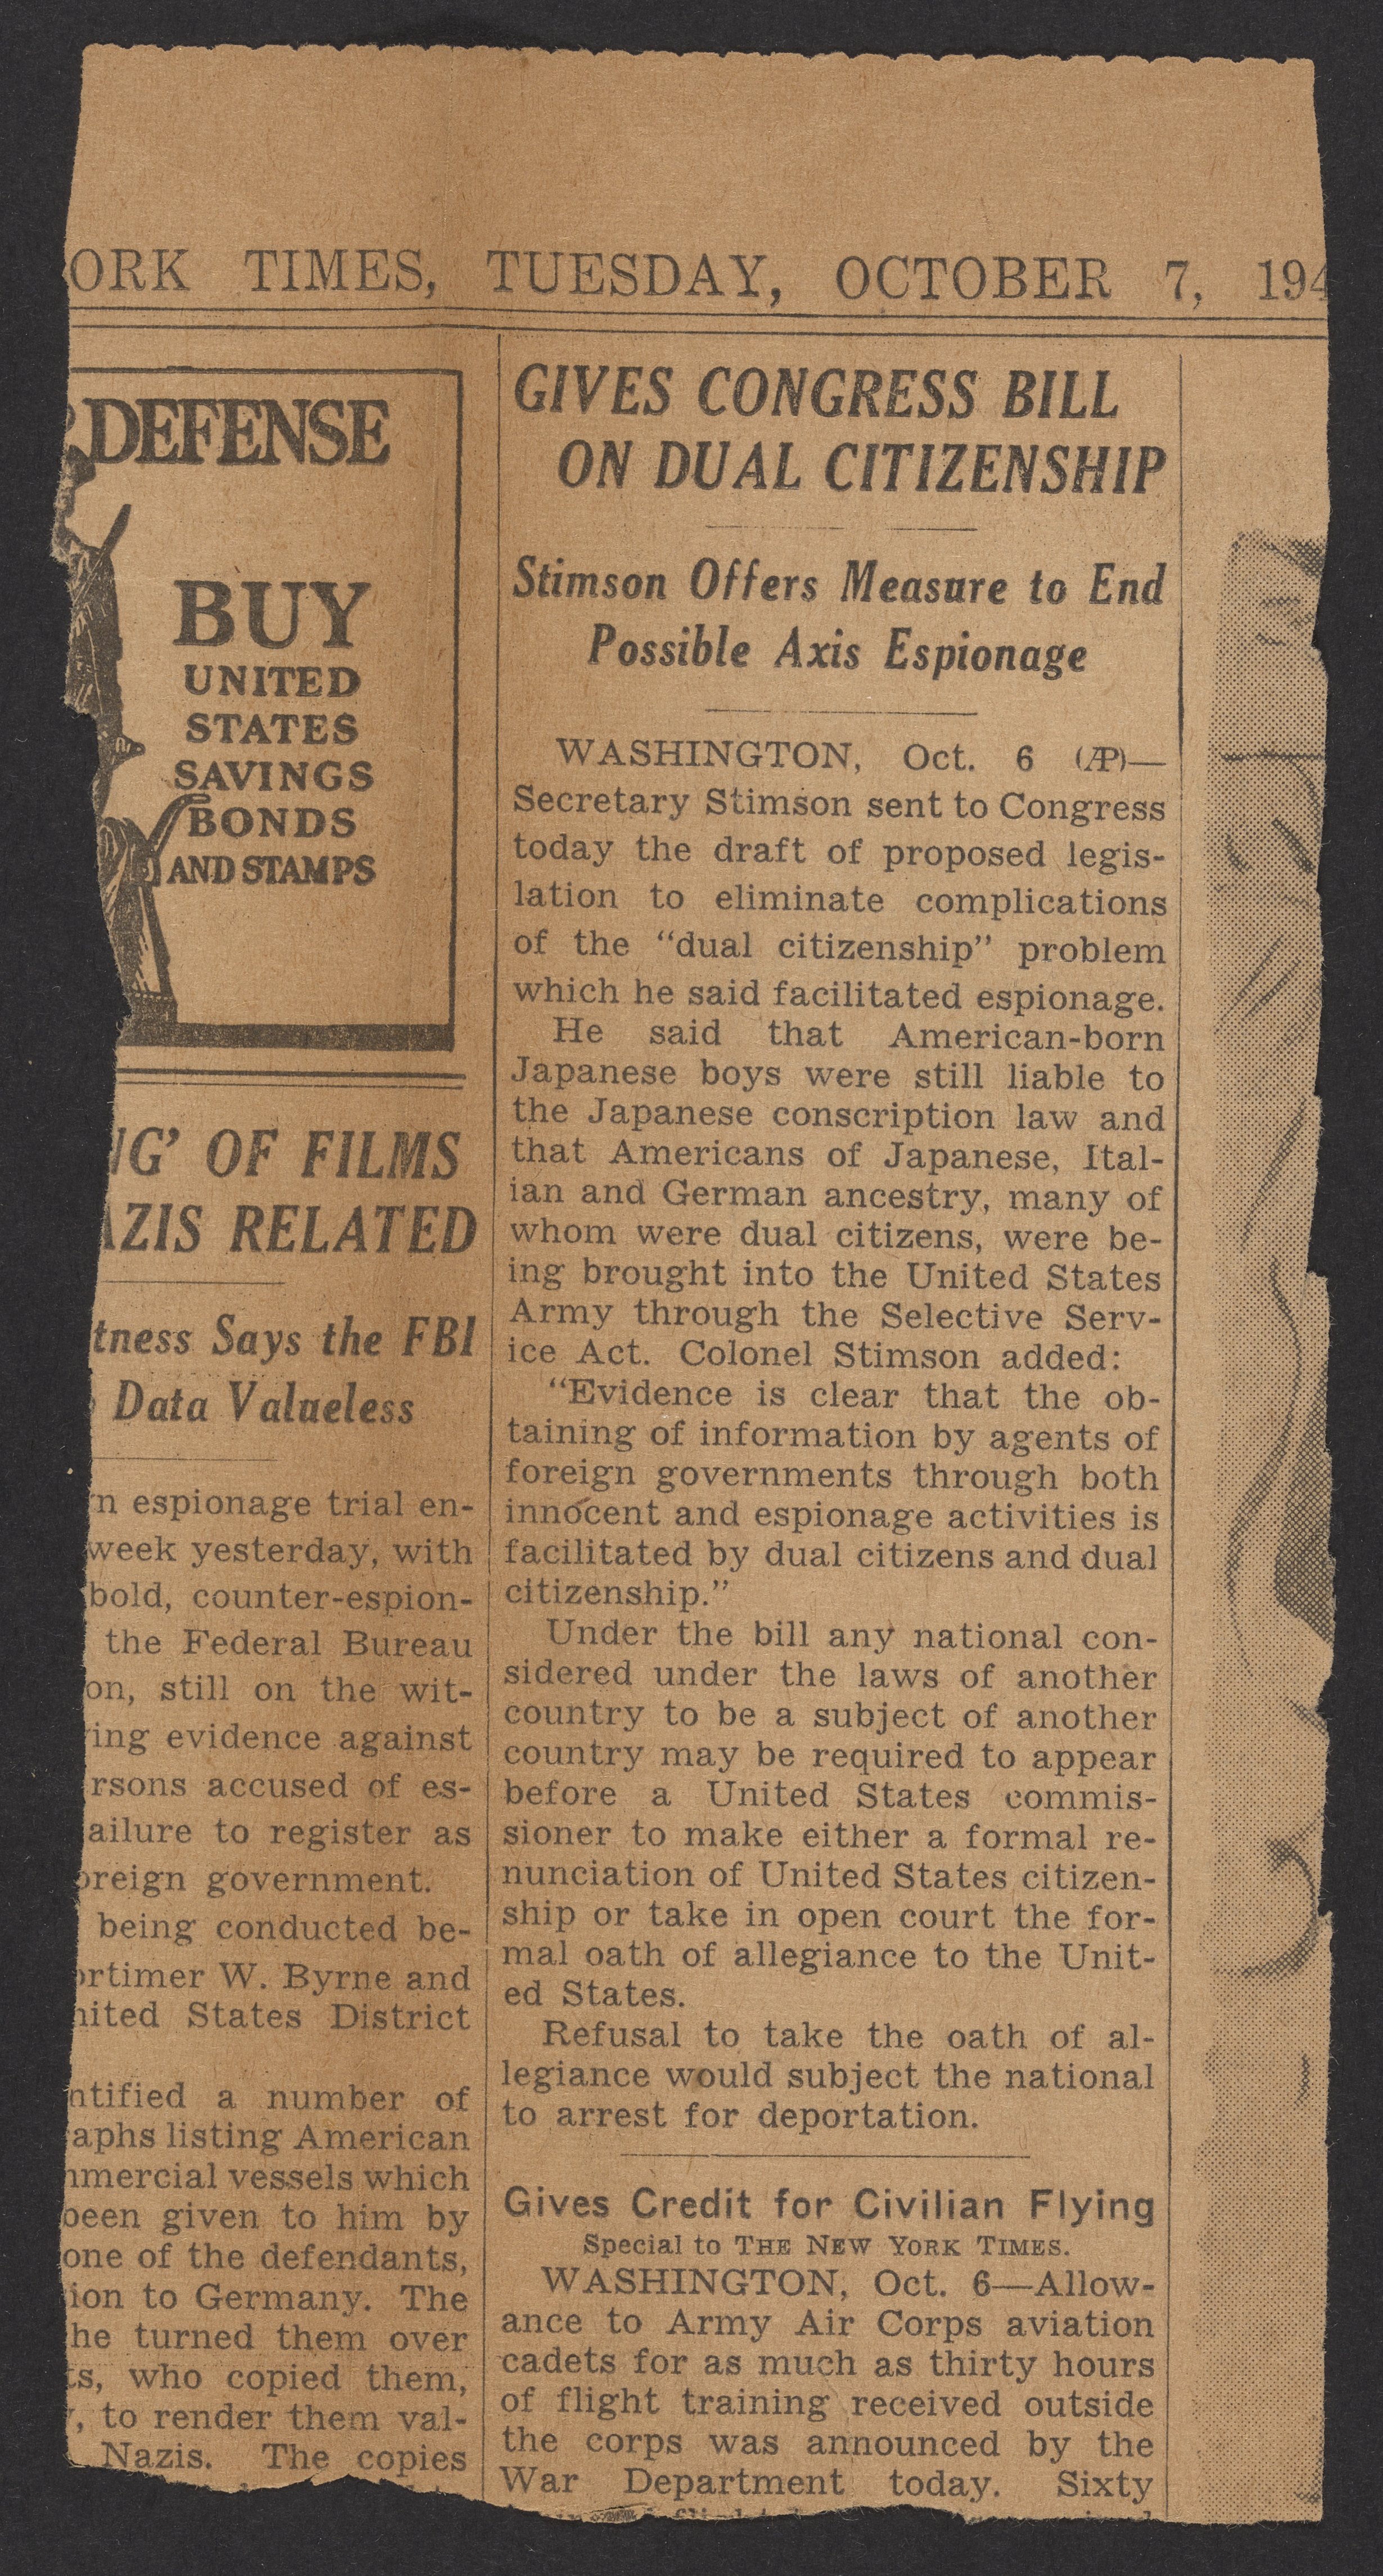 ORK TIMES, TUESDAY, OCTOBER 7, 194
DEFENSE
BUY
UNITED
STATES
SAVINGS
BONDS
AND STAMPS
OF FILMS
RELATED
Says the FBI
Data Valueless
espionage trial en-
week yesterday, with
bold, counter-espion-
the Federal Bureau
on, still on the wit-
ing evidence against
rsons accused of es-
ailure to register as
oreign government.
being conducted be-
ortimer W. Byrne and
nited States District
ntified a number of
aphs listing American
mmercial vessels which
been given to him by
one of the defendants,
ion to Germany. The
he turned them over
ts, who copied them,
, to render them val-
Nazis. The copies
GIVES CONGRESS BILL
ON DUAL CITIZENSHIP
Stimson Offers Measure to End
Possible Axis Espionage
WASHINGTON, Oct. 6 (AP)—
Secretary Stimson sent to Congress
today the draft of proposed legis-
lation to eliminate complications
of the "dual citizenship" problem
which he said facilitated espionage.
He said that American-born
Japanese boys were still liable to
the Japanese conscription law and
that Americans of Japanese, Ital-
ian and German ancestry, many of
whom were dual citizens, were be-
ing brought into the United States
Army through the Selective Serv-
ice Act. Colonel Stimson added:
"Evidence is clear that the ob-
taining of information by agents of
foreign governments through both
innocent and espionage activities is
facilitated by dual citizens and dual
citizenship."
Under the bill any national con-
sidered under the laws of another
country to be a subject of another
country may be required to appear
before a United States commis-
sioner to make either a formal re-
nunciation of United States citizen-
ship or take in open court the for-
mal oath of allegiance to the Unit-
ed States.
Refusal to take the oath of al-
legiance would subject the national
to arrest for deportation.
Gives Credit for Civilian Flying
Special to THE NEW YORK TIMES.
WASHINGTON, Oct. 6—Allow-
ance to Army Air Corps aviation
cadets for as much as thirty hours
of flight training received outside
the corps was announced by the
War Department today. Sixty